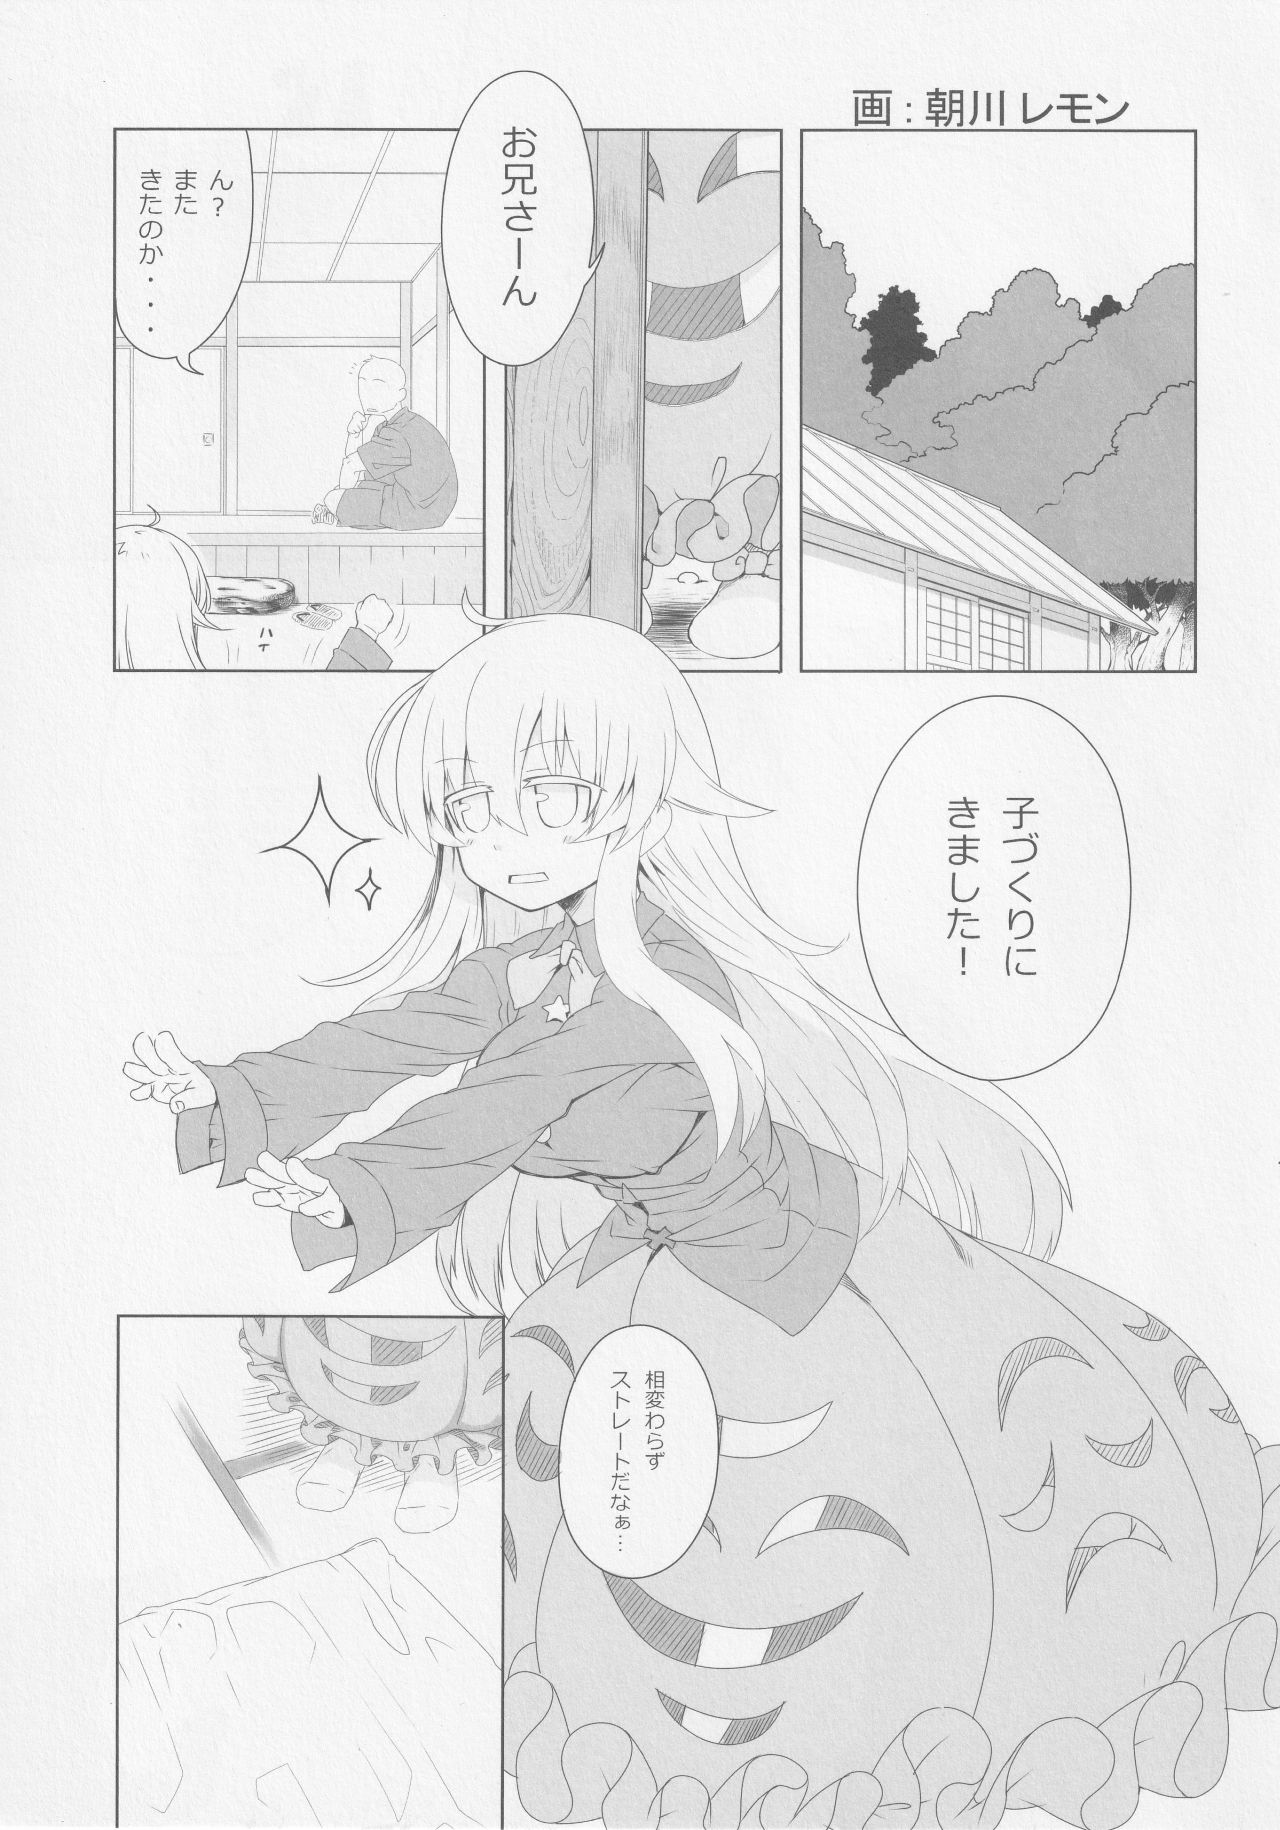 画：朝川 レモン
お兄さーん
ん？
また
きたのか・・・
ﾊｲ
子づくりに
きました！
相変わらず
ストレートだなぁ…